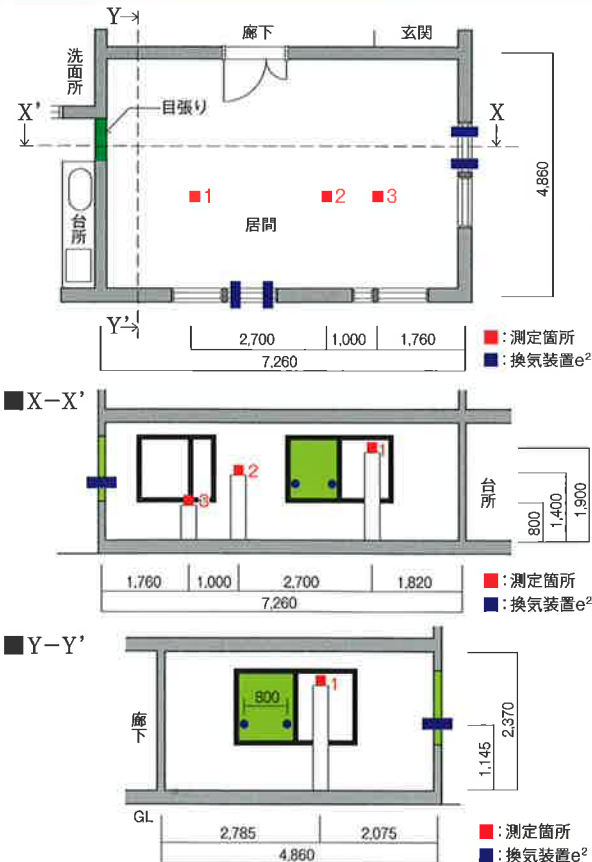 Y
廊下
玄関
洗面所
目張り
X'
X
台所
1
2
3
居間
4,860
Y'
2,700
1,000
1,760
7,260
■:測定箇所
■:換気装置e²
■X−X'
1
2
3
台所
800
1,400
1,900
1,760
1,000
2,700
1,820
7,260
■:測定箇所
■:換気装置e²
■Y−Y'
1
800
廊下
1,145
2,370
GL
2,785
2,075
4,860
■:測定箇所
■:換気装置e²